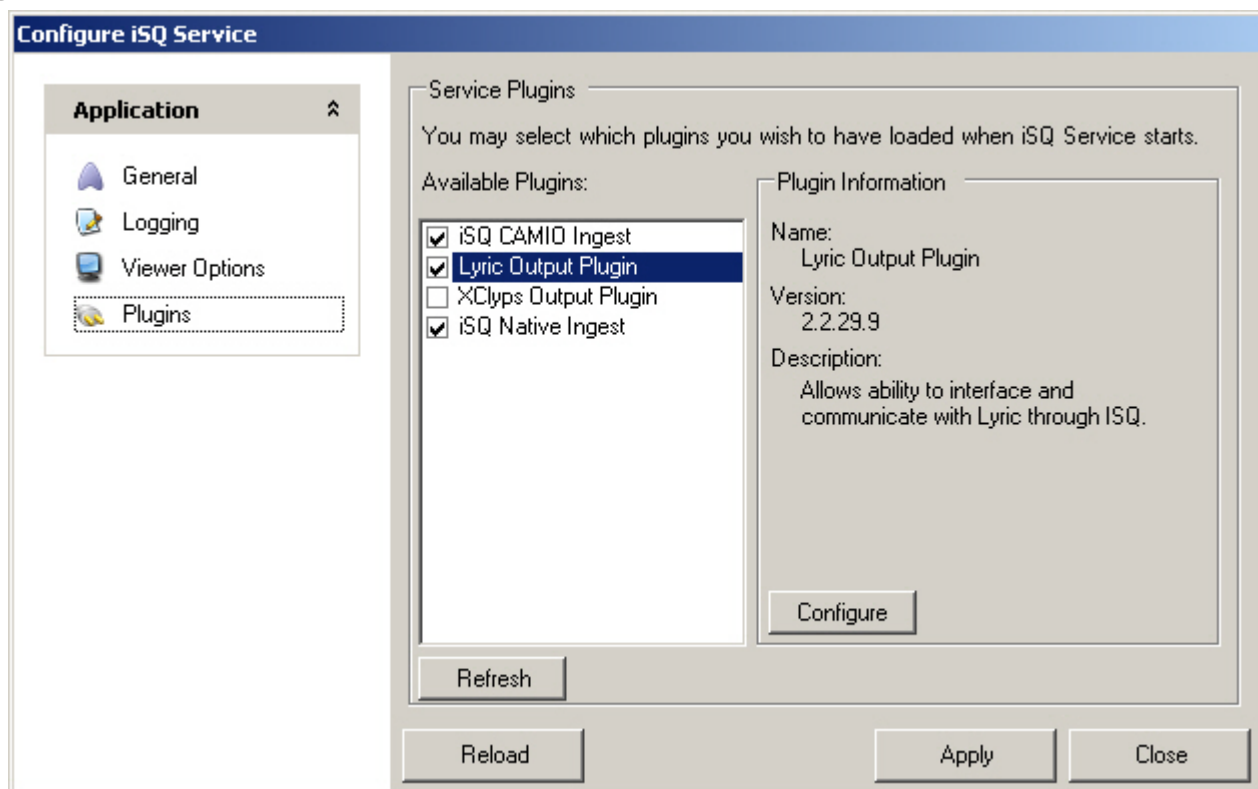 Configure iSQ Service
Application
General
Logging
Viewer Options
Plugins
Service Plugins
You may select which plugins you wish to have loaded when iSQ Service starts.
Available Plugins:
iSQ CAMIO Ingest
Lyric Output Plugin
XClyps Output Plugin
iSQ Native Ingest
Refresh
Plugin Information
Name:
Lyric Output Plugin
Version:
2.2.29.9
Description:
Allows ability to interface and
communicate with Lyric through ISQ.
Configure
Reload
Apply
Close